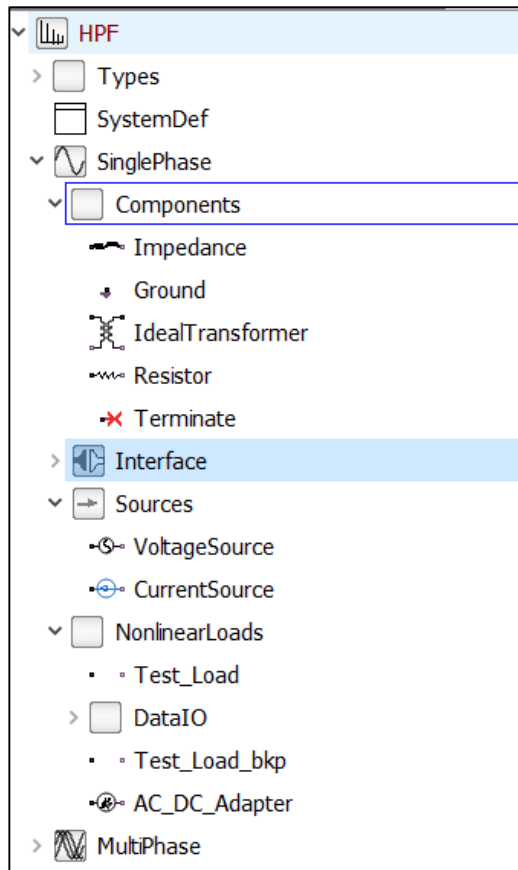 HPF
Types
SystemDef
SinglePhase
Components
Impedance
Ground
IdealTransformer
Resistor
Terminate
Interface
Sources
VoltageSource
CurrentSource
NonlinearLoads
Test_Load
DataIO
Test_Load_bkp
AC_DC_Adapter
MultiPhase